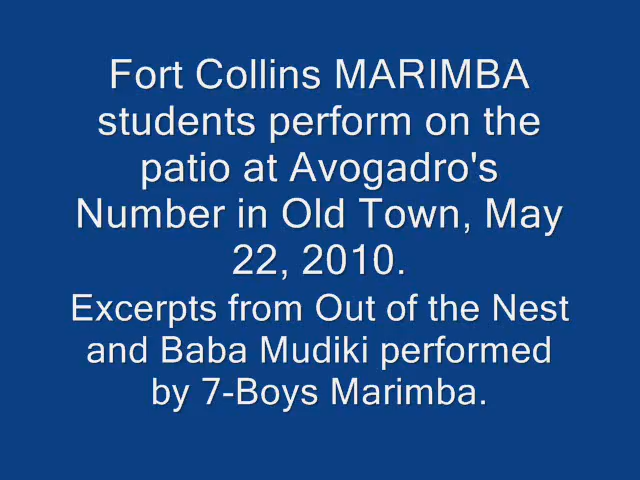 Fort Collins MARIMBA
students perform on the
patio at Avogadro's
Number in Old Town, May
22, 2010.
Excerpts from Out of the Nest
and Baba Mudiki performed
by 7-Boys Marimba.